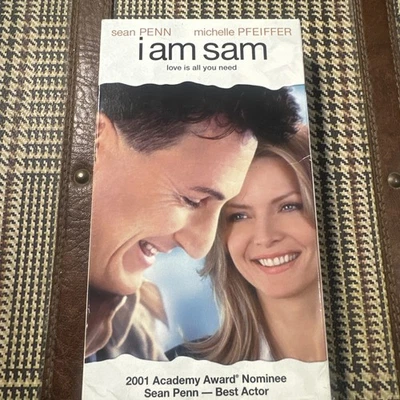 sean PENN michelle PFEIFFER
i am sam
love is all you need
2001 Academy Award® Nominee
Sean Penn — Best Actor